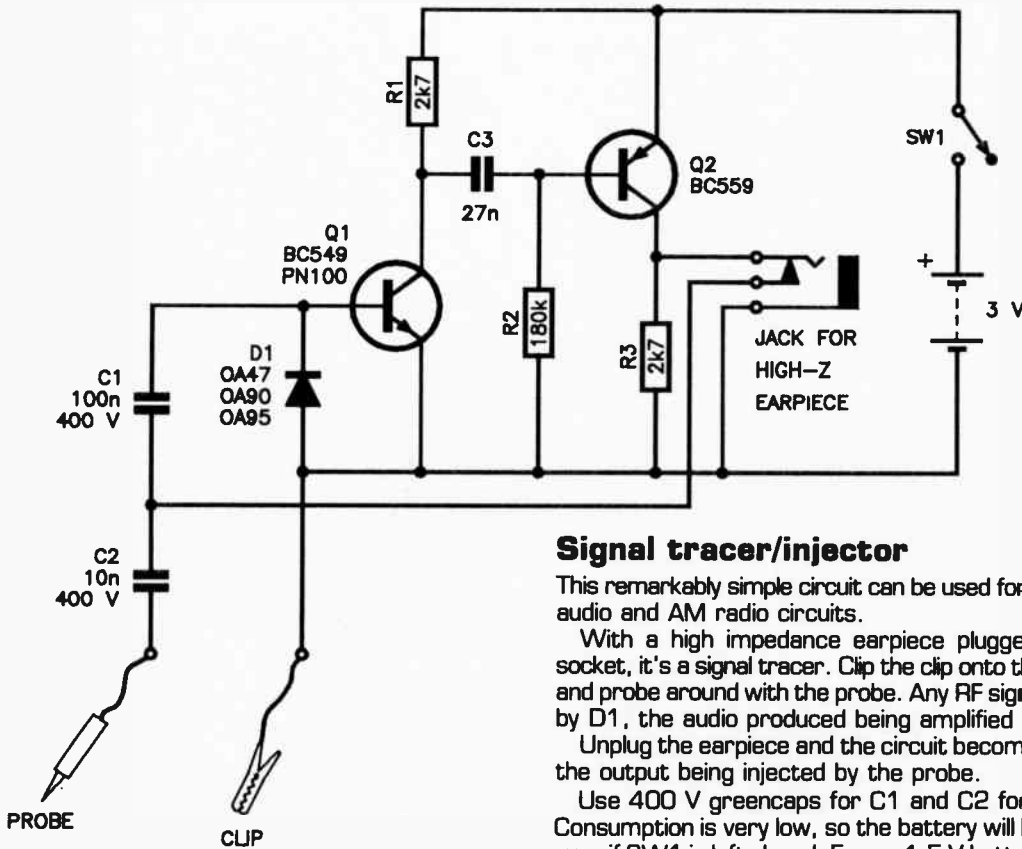 R1
2k7
C3
27n
Q2
BC559
SW1
Q1
BC549
PN100
+
3 V
R2
180k
R3
2k7
JACK FOR
HIGH-Z
EARPIECE
D1
OA47
OA90
OA95
C1
100n
400 V
C2
10n
400 V
PROBE
CLIP
Signal tracer/injector
This remarkably simple circuit can be used for
audio and AM radio circuits.
With a high impedance earpiece plugge
socket, it's a signal tracer. Clip the clip onto th
and probe around with the probe. Any RF sign
by D1, the audio produced being amplified
Unplug the earpiece and the circuit becom
the output being injected by the probe.
Use 400 V greencaps for C1 and C2 for
Consumption is very low, so the battery will l